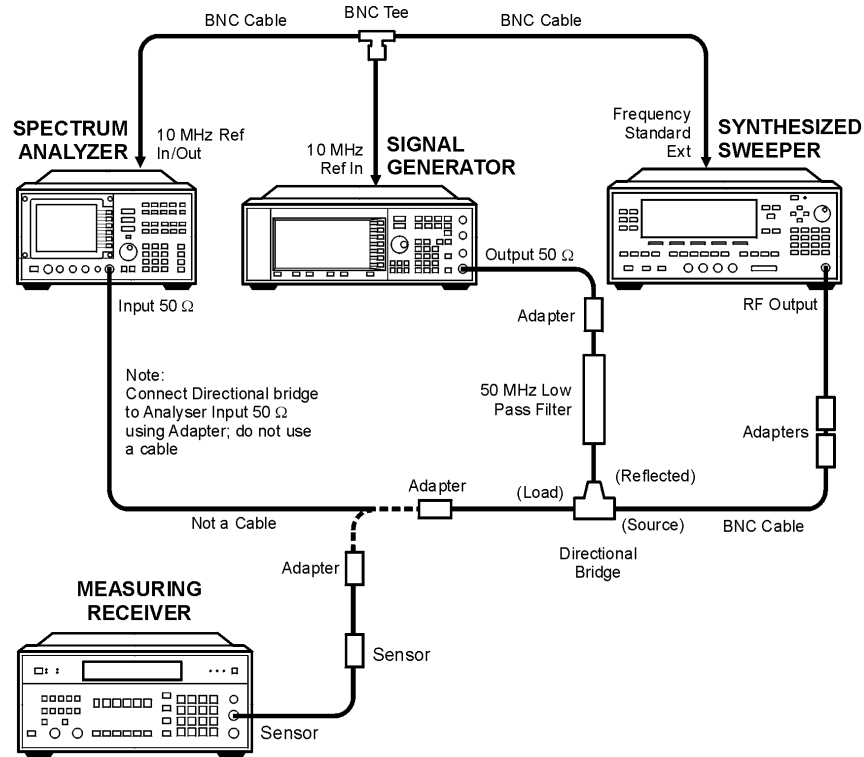 BNC Tee
BNC Cable
BNC Cable
SPECTRUM
ANALYZER
10 MHz Ref
In/Out
10 MHz
Ref In
SIGNAL
GENERATOR
Frequency
Standard
Ext
SYNTHESIZED
SWEEPER
Output 50 Ω
Input 50 Ω
RF Output
Adapter
Note:
Connect Directional bridge
to Analyser Input 50 Ω
using Adapter; do not use
a cable
50 MHz Low
Pass Filter
Adapters
Adapter
(Load)
(Reflected)
Not a Cable
(Source)
BNC Cable
Directional
Bridge
Adapter
MEASURING
RECEIVER
Sensor
Sensor